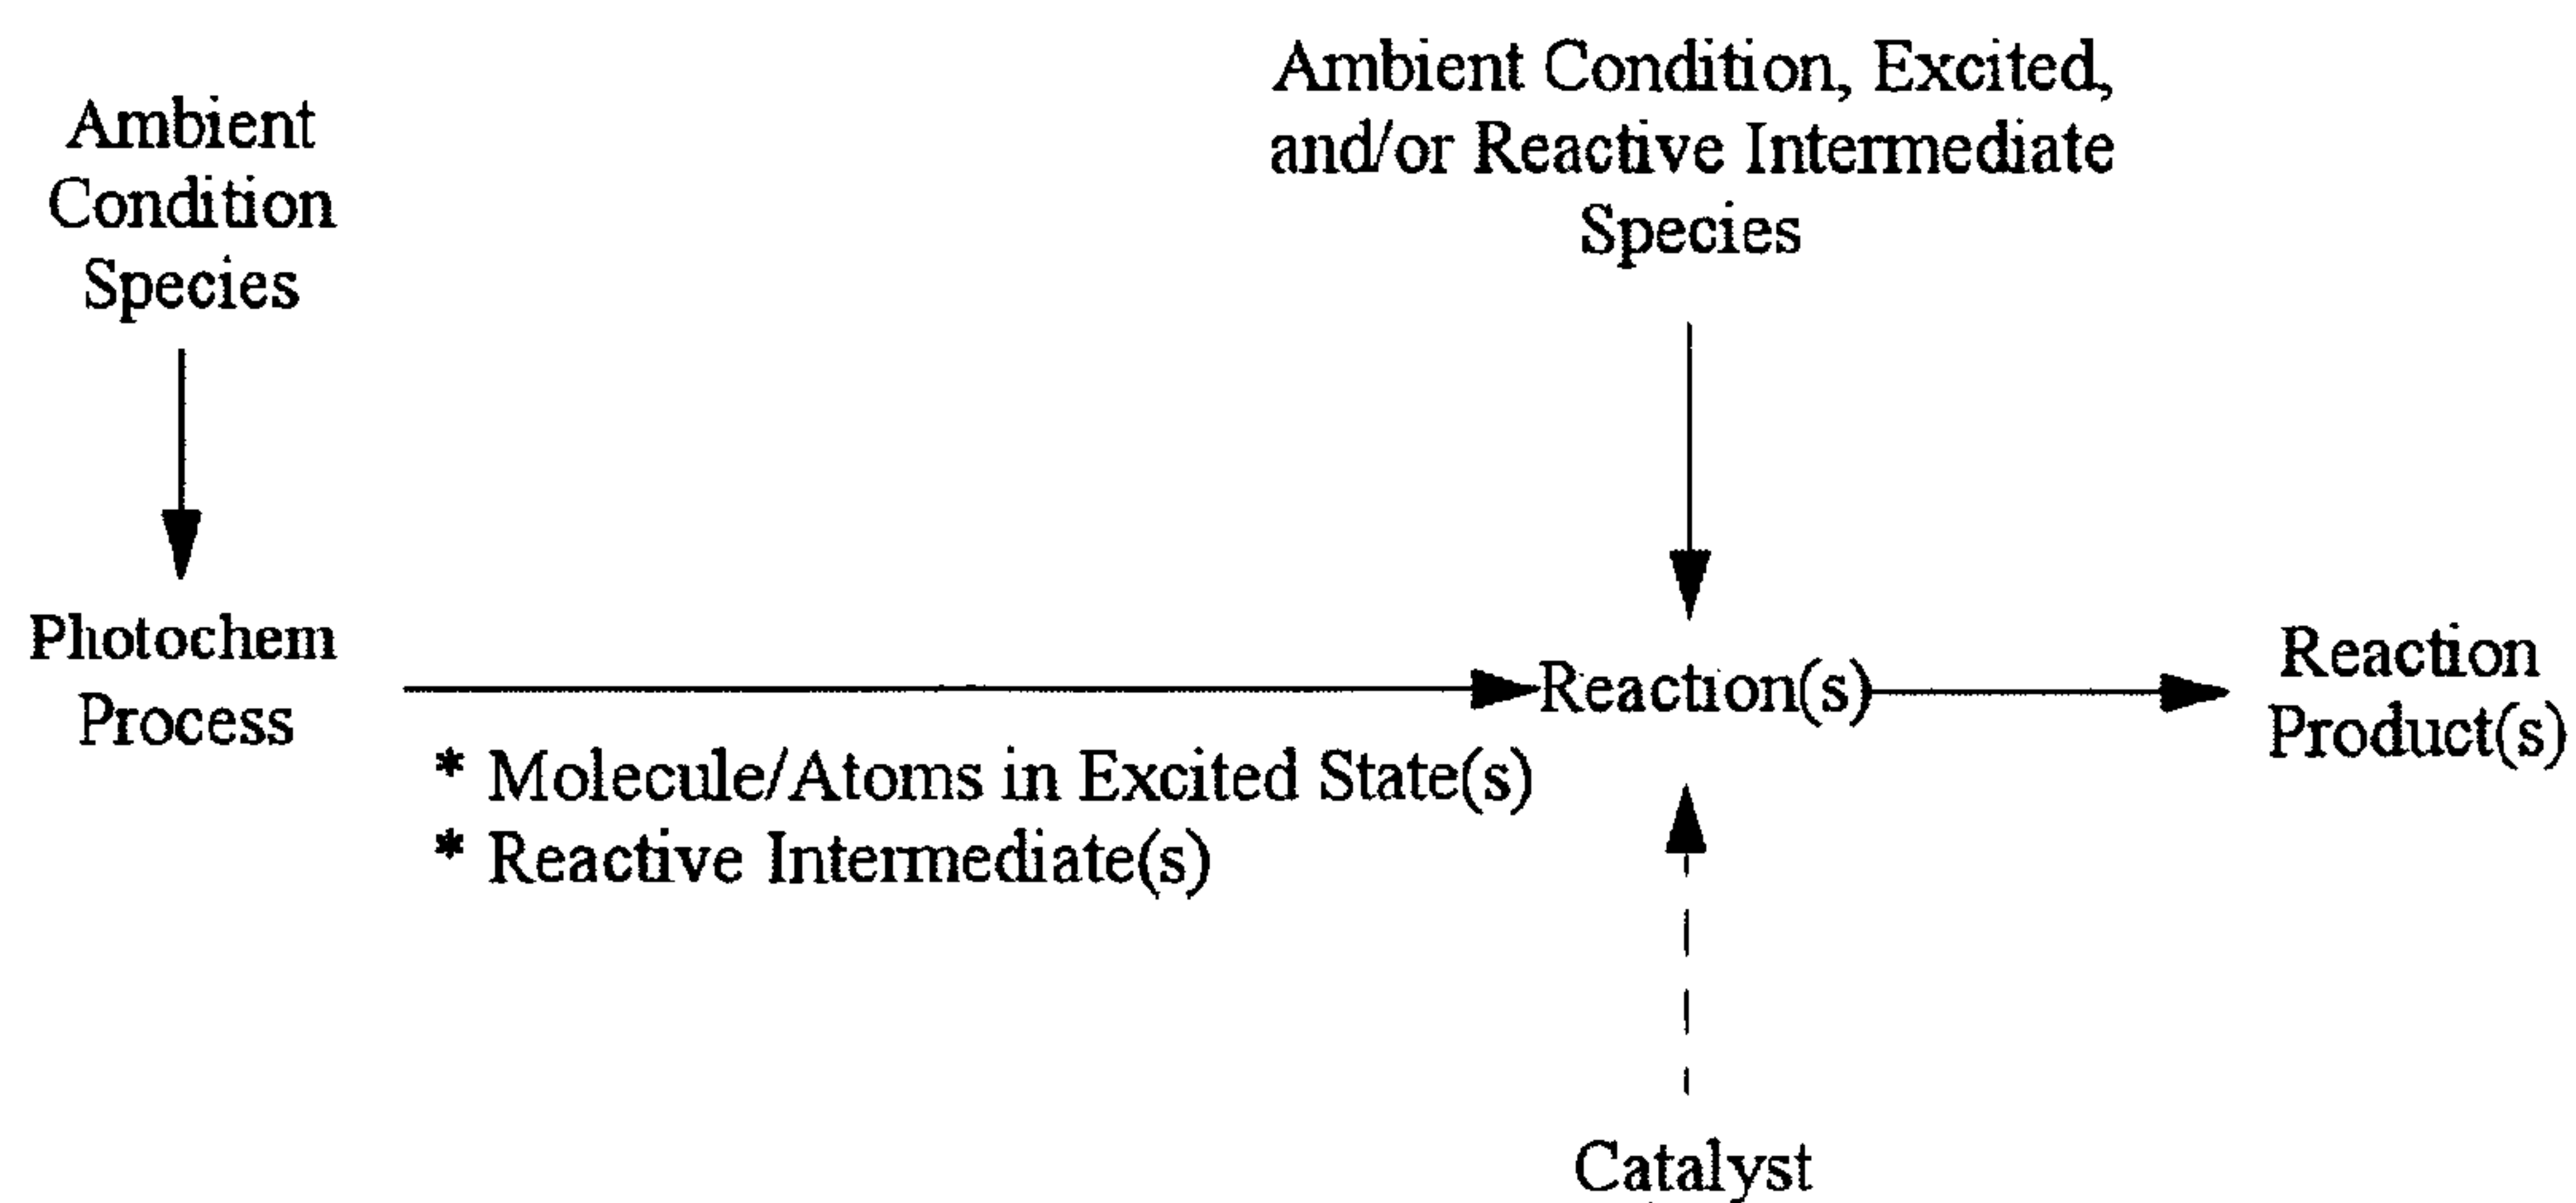 Ambient
Condition
Species
Ambient Condition, Excited,
and/or Reactive Intermediate
Species
Photochem
Process
* Molecule/Atoms in Excited State(s)
* Reactive Intermediate(s)
Reaction(s)
Reaction
Product(s)
Catalyst